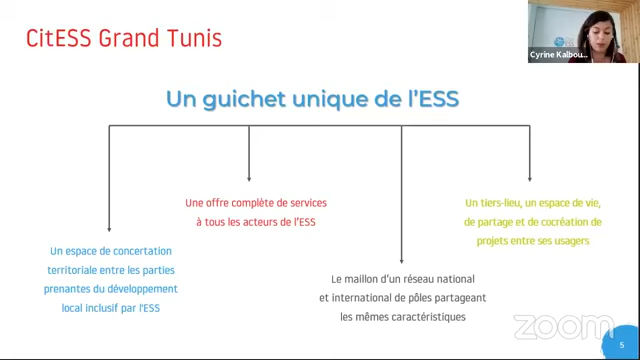 CitESS Grand Tunis
Cyrine Kalbou...
Un guichet unique de l'ESS
Une offre complète de services
à tous les acteurs de l'ESS
Un tiers-lieu, un espace de vie,
de partage et de cocréation de
projets entre ses usagers
Un espace de concertation
territoriale entre les parties
prenantes du développement
local inclusif par l'ESS
Le maillon d'un réseau national
et international de pôles partageant
les mêmes caractéristiques
zoom
5